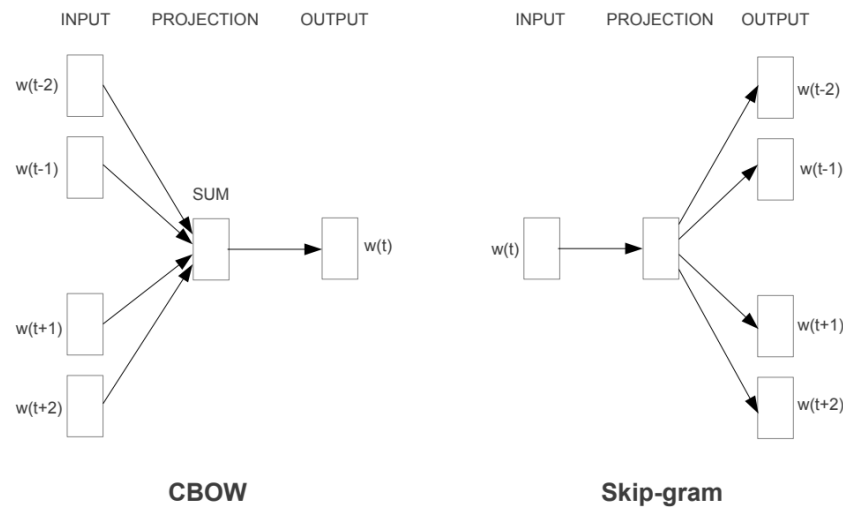 INPUT PROJECTION OUTPUT
w(t-2)
w(t-1)
SUM
w(t)
w(t+1)
w(t+2)
CBOW
INPUT PROJECTION OUTPUT
w(t-2)
w(t-1)
w(t)
w(t+1)
w(t+2)
Skip-gram